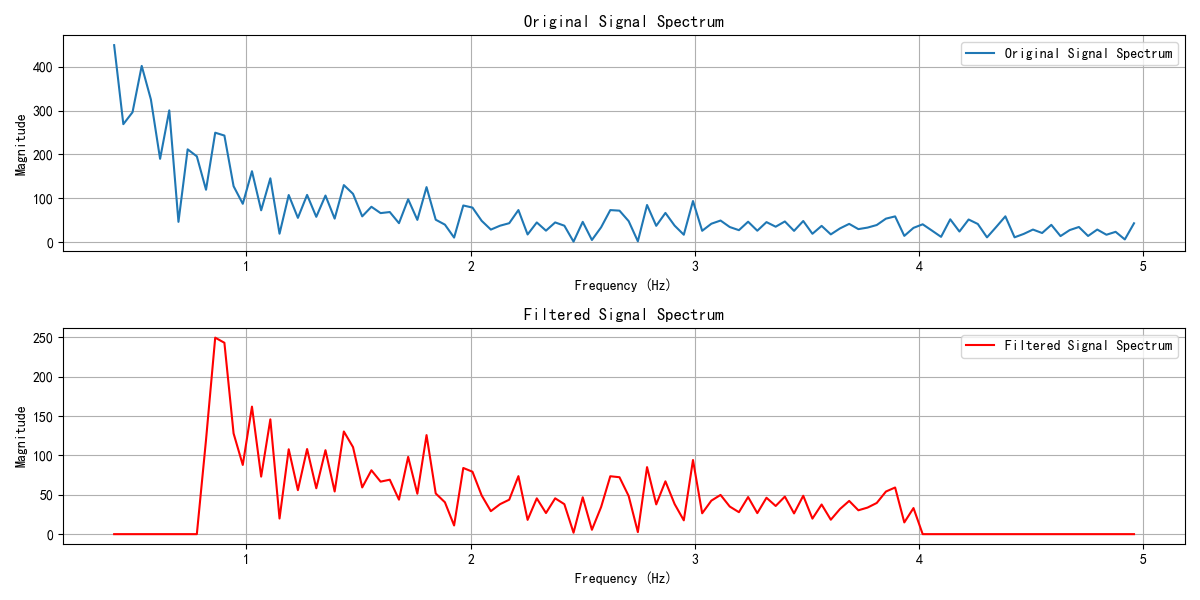 Original Signal Spectrum
Original Signal Spectrum
Magnitude
400
300
200
100
0
1 2 3 4 5
Frequency (Hz)
Filtered Signal Spectrum
Filtered Signal Spectrum
Magnitude
250
200
150
100
50
0
1 2 3 4 5
Frequency (Hz)